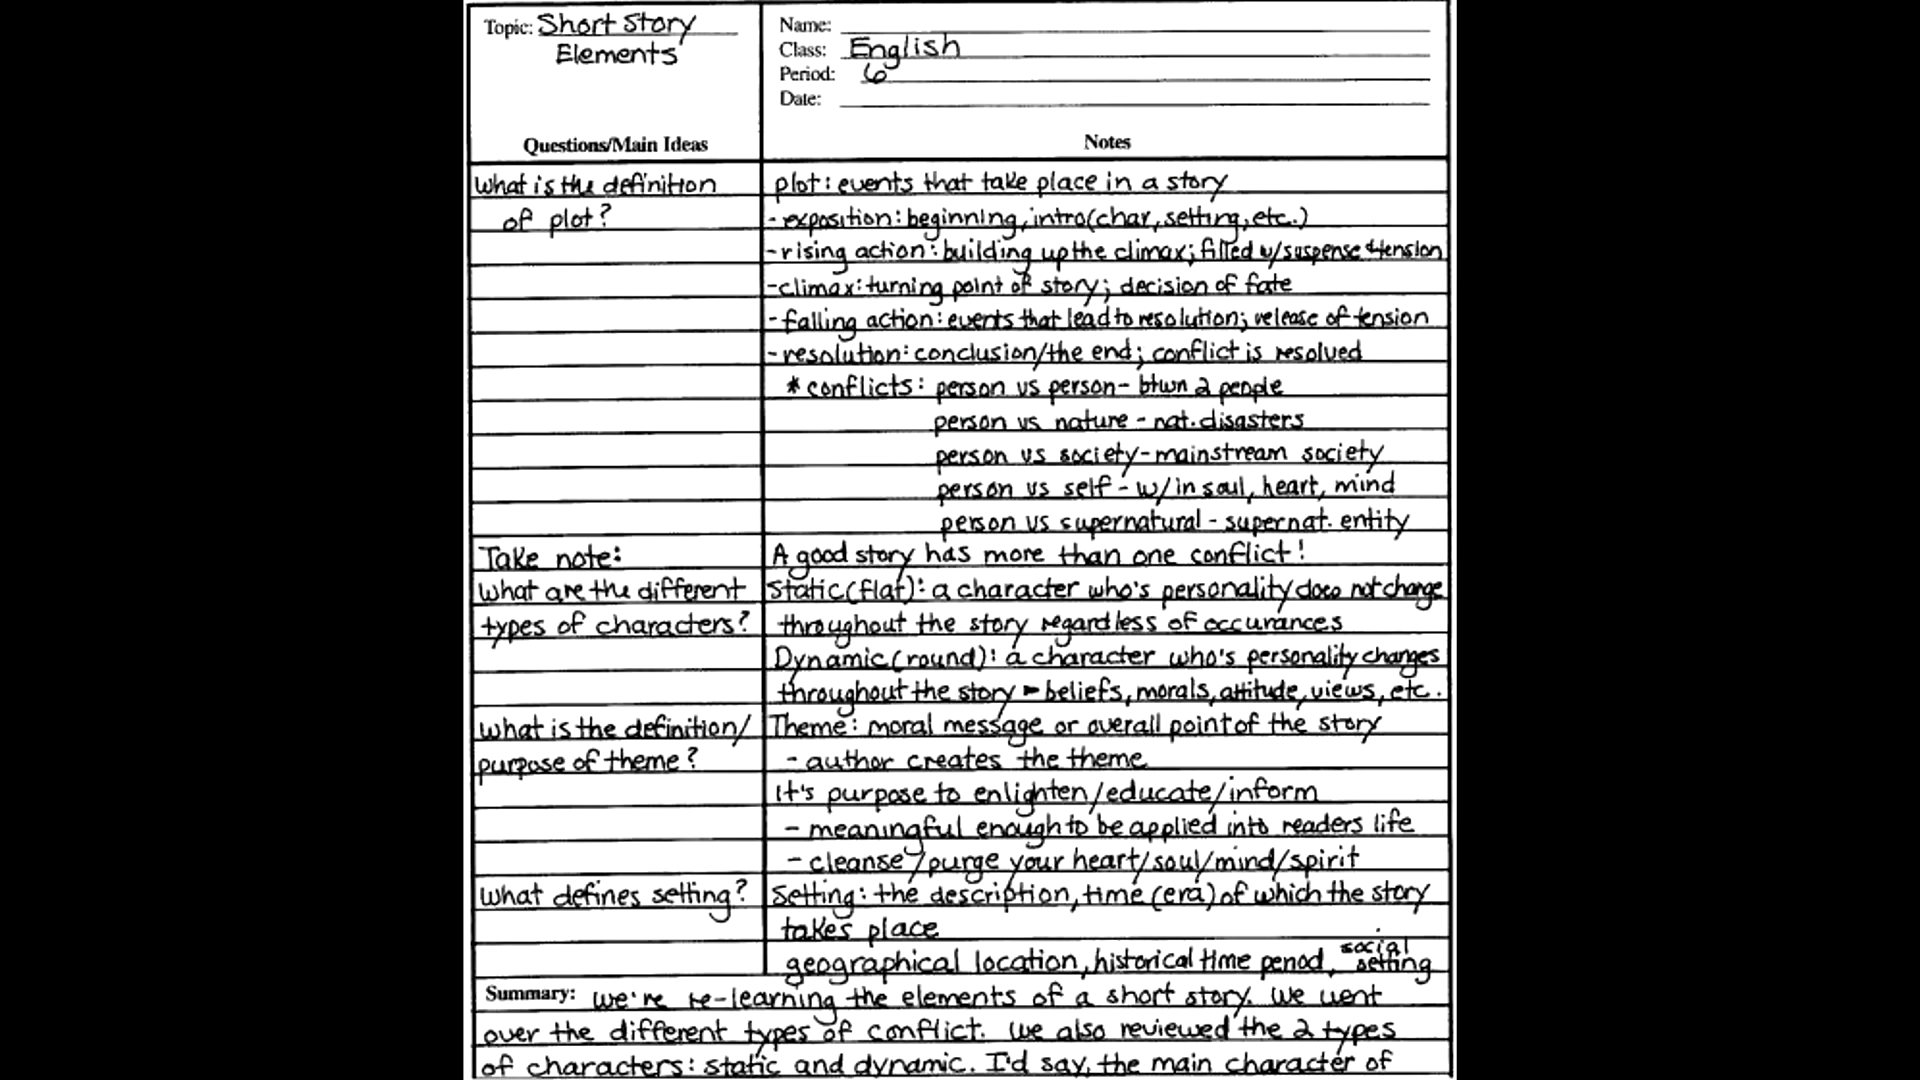 Topic: Short Story
Elements
Name:
Class: English
Period: 6
Date:
Questions/Main Ideas
Notes
What is the definition
of plot?
plot: events that take place in a story
- exposition: beginning, intro(char, setting, etc.)
- rising action: building up the climax; filled w/suspense & tension
- climax: turning point of story; decision of fate
- falling action: events that lead to resolution; release of tension
- resolution: conclusion/the end; conflict is resolved
* conflicts: person vs person - btwn 2 people
person vs nature - nat. disasters
person vs society - mainstream society
person vs self - w/in soul, heart, mind
person vs supernatural - supernat. entity
Take note:
A good story has more than one conflict!
What are the different
types of characters?
Static(flat): a character who's personality does not change
throughout the story regardless of occurances
Dynamic(round): a character who's personality changes
throughout the story - beliefs, morals, attitude, views, etc.
What is the definition/
purpose of theme?
Theme: moral message or overall point of the story
- author creates the theme
It's purpose to enlighten/educate/inform
- meaningful enough to be applied into readers life
- cleanse/purge your heart/soul/mind/spirit
What defines setting?
Setting: the description, time (era) of which the story
takes place
geographical location, historical time period, social setting
Summary: We're re-learning the elements of a short story. We went
over the different types of conflict. We also reviewed the 2 types
of characters: static and dynamic. I'd say, the main character of